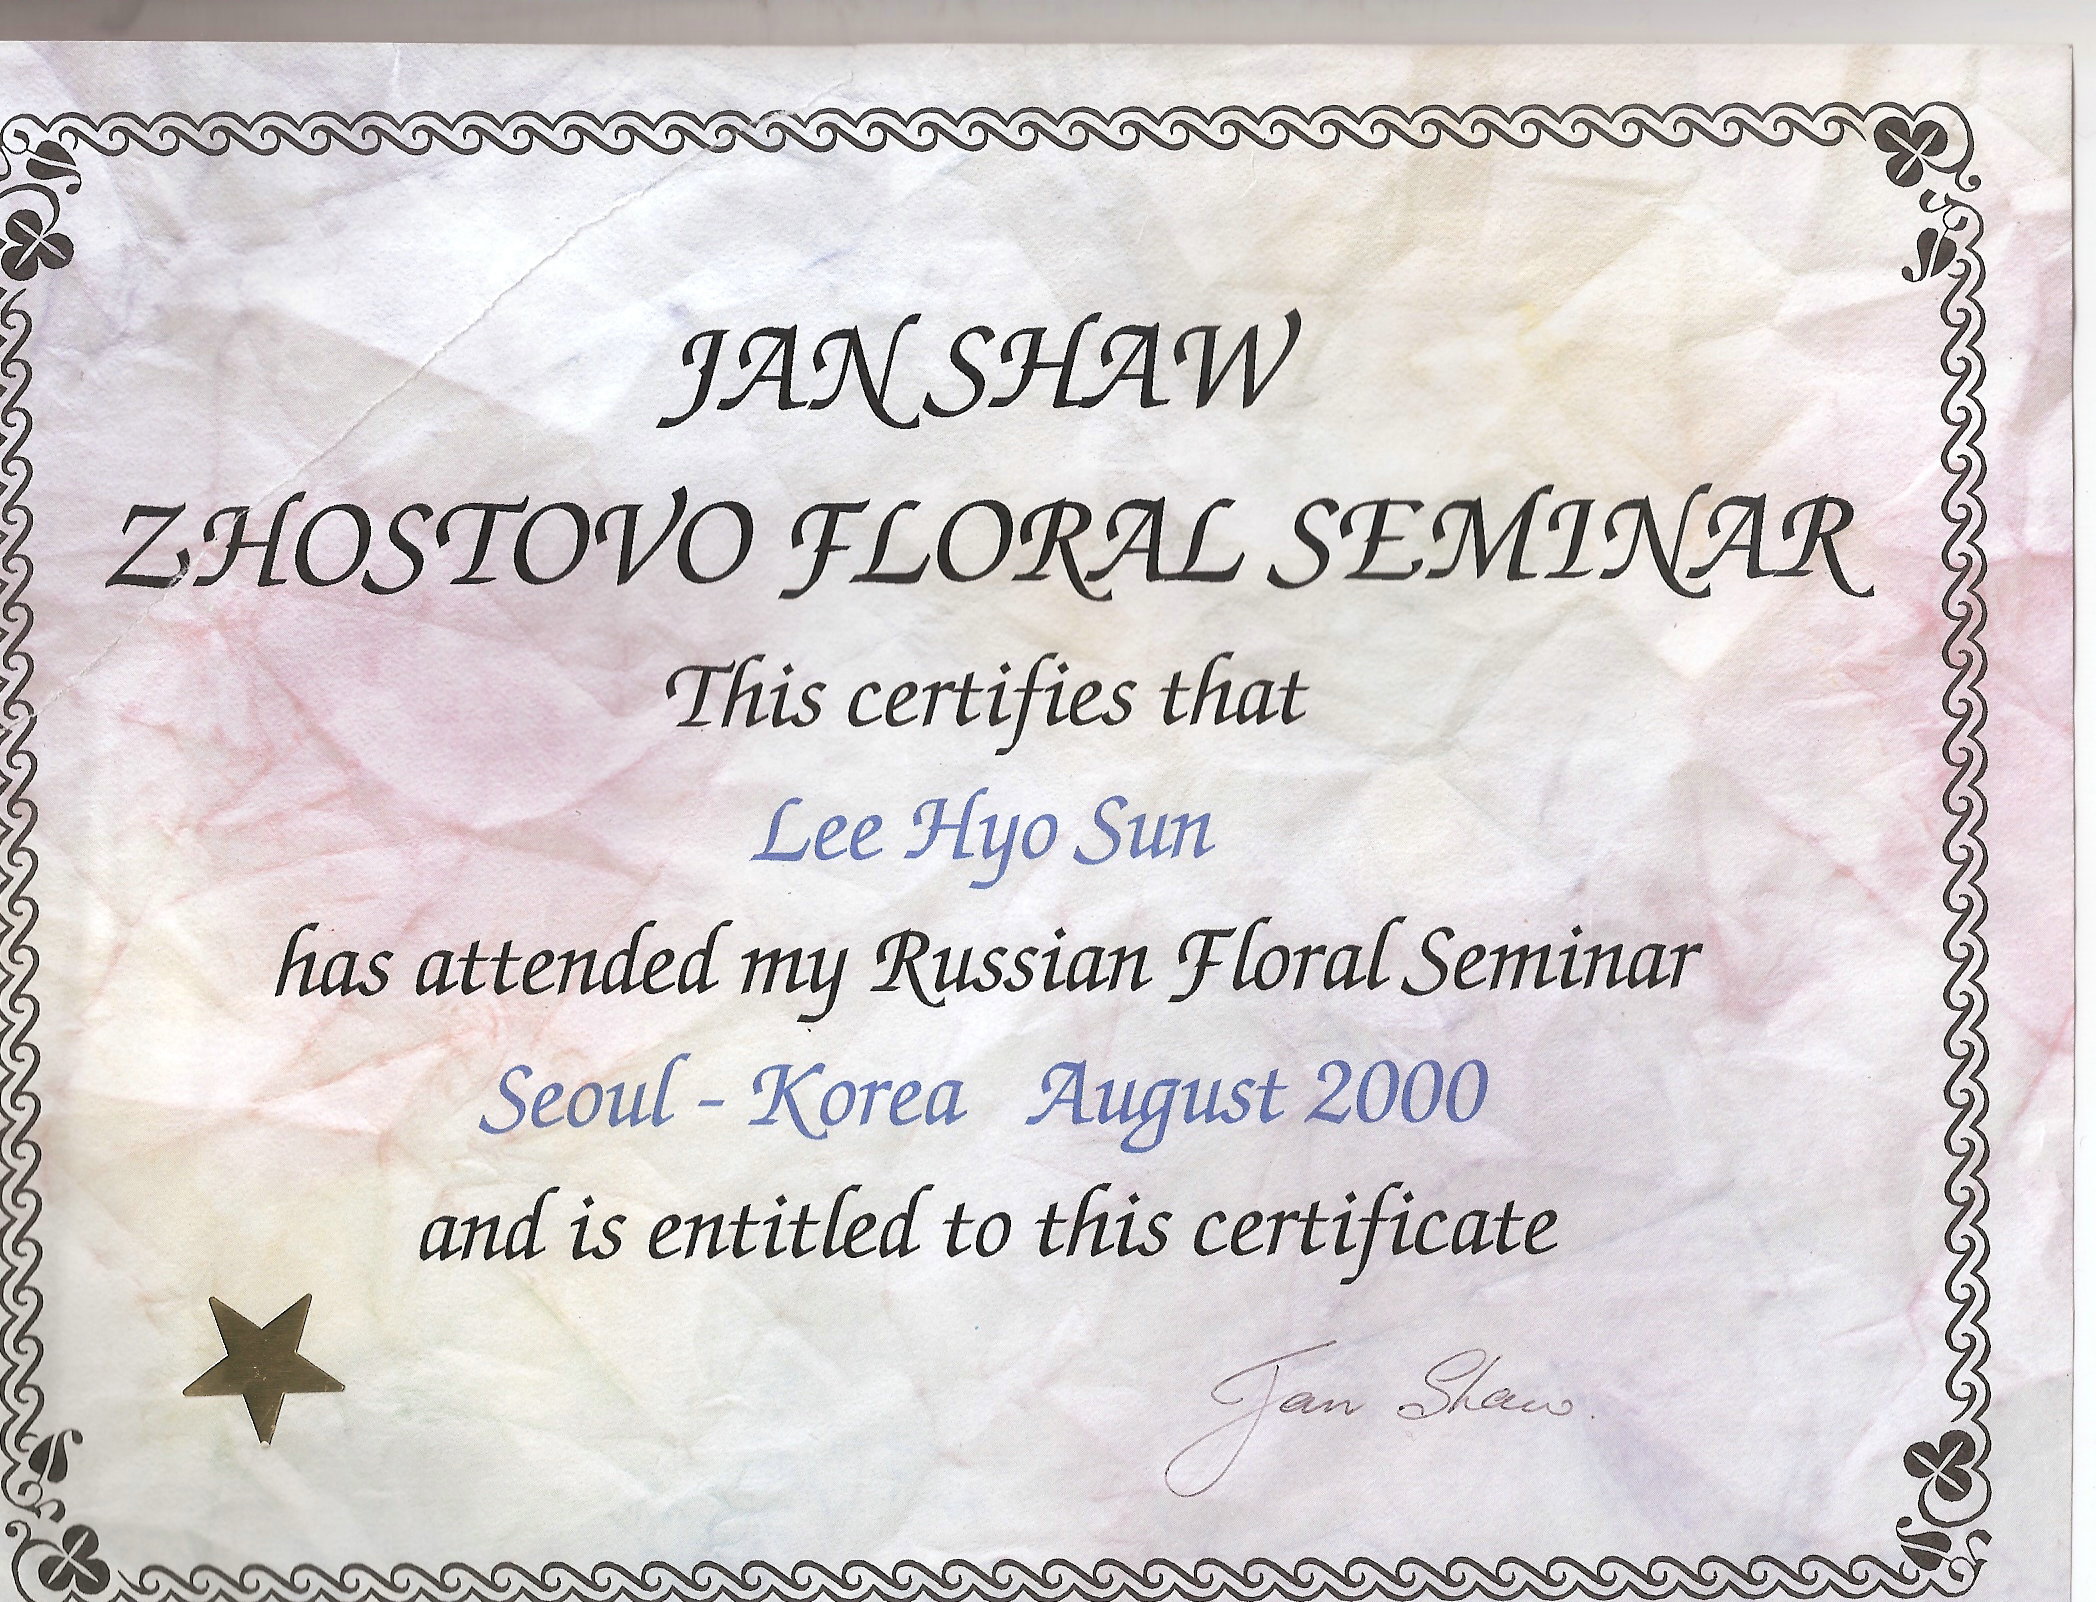 JAN SHAW
ZHOSTOVO FLORAL SEMINAR
This certifies that
Lee Hyo Sun
has attended my Russian Floral Seminar
Seoul - Korea August 2000
and is entitled to this certificate
Jan Shaw.